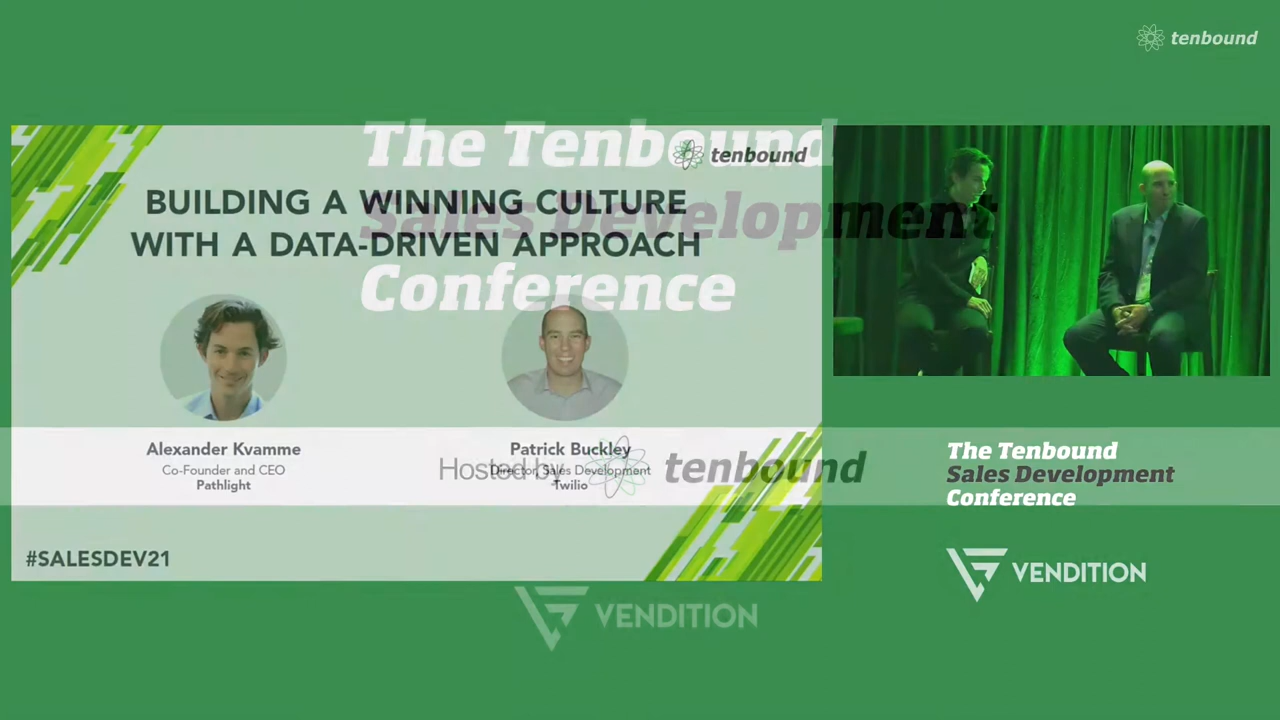 tenbound
The Tenbound
Sales Development
Conference
tenbound
BUILDING A WINNING CULTURE
WITH A DATA-DRIVEN APPROACH
Alexander Kvamme
Co-Founder and CEO
Pathlight
Patrick Buckley
Director, Sales Development
Twilio
Hosted by
tenbound
#SALESDEV21
VENDITION
The Tenbound
Sales Development
Conference
VENDITION